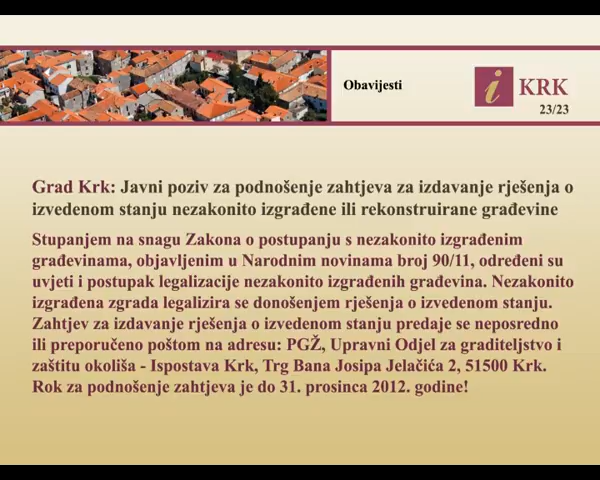 Obavijesti
i KRK
23/23
Grad Krk: Javni poziv za podnošenje zahtjeva za izdavanje rješenja o
izvedenom stanju nezakonito izgrađene ili rekonstruirane građevine
Stupanjem na snagu Zakona o postupanju s nezakonito izgrađenim
građevinama, objavljenim u Narodnim novinama broj 90/11, određeni su
uvjeti i postupak legalizacije nezakonito izgrađenih građevina. Nezakonito
izgrađena zgrada legalizira se donošenjem rješenja o izvedenom stanju.
Zahtjev za izdavanje rješenja o izvedenom stanju predaje se neposredno
ili preporučeno poštom na adresu: PGŽ, Upravni Odjel za graditeljstvo i
zaštitu okoliša - Ispostava Krk, Trg Bana Josipa Jelačića 2, 51500 Krk.
Rok za podnošenje zahtjeva je do 31. prosinca 2012. godine!